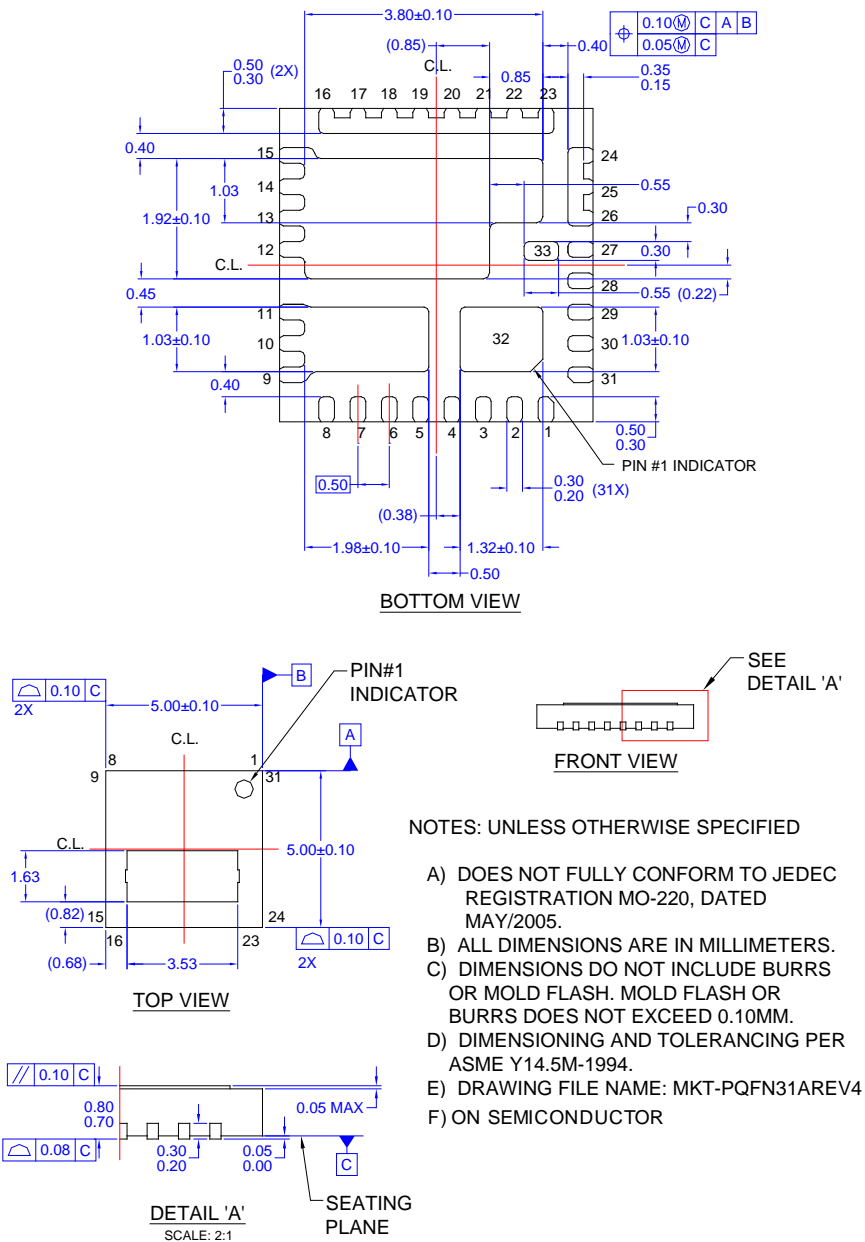 3.80±0.10
(0.85)
C.L.
0.85
0.40
0.10Ⓜ C A B
0.05Ⓜ C
0.50
0.30 (2X)
0.35
0.15
16 17 18 19 20 21 22 23
0.40
15
24
14
1.03
0.55
25
13
1.92±0.10
26
0.30
12
33
27
0.30
C.L.
28
0.45
0.55 (0.22)
11
29
1.03±0.10
10
32
30
1.03±0.10
9
31
0.40
8 7 6 5 4 3 2 1
0.50
0.30
PIN #1 INDICATOR
0.50
0.30
0.20 (31X)
(0.38)
1.98±0.10
1.32±0.10
0.50
BOTTOM VIEW
0.10 C
2X
B
PIN#1
INDICATOR
5.00±0.10
C.L.
A
8 1
9 31
C.L.
5.00±0.10
1.63
(0.82)
15 24
16 23
0.10 C
2X
(0.68)
3.53
TOP VIEW
SEE
DETAIL 'A'
FRONT VIEW
NOTES: UNLESS OTHERWISE SPECIFIED
A) DOES NOT FULLY CONFORM TO JEDEC
REGISTRATION MO-220, DATED
MAY/2005.
B) ALL DIMENSIONS ARE IN MILLIMETERS.
C) DIMENSIONS DO NOT INCLUDE BURRS
OR MOLD FLASH. MOLD FLASH OR
BURRS DOES NOT EXCEED 0.10MM.
D) DIMENSIONING AND TOLERANCING PER
ASME Y14.5M-1994.
E) DRAWING FILE NAME: MKT-PQFN31AREV4
F) ON SEMICONDUCTOR
// 0.10 C
0.80
0.70
0.05 MAX
0.08 C
0.30
0.20
0.05
0.00
C
DETAIL 'A'
SCALE: 2:1
SEATING
PLANE